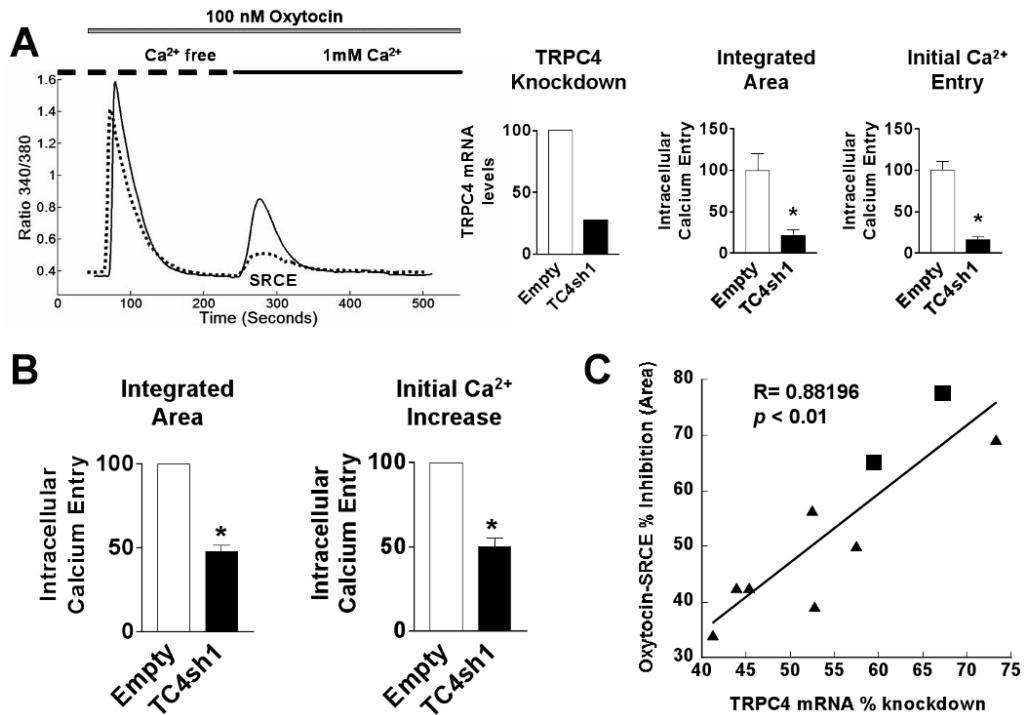 A
100 nM Oxytocin
Ca²⁺ free
1mM Ca²⁺
Ratio 340/380
1.6
1.4
1.2
1
0.8
0.6
0.4
SRCE
0
100
200
300
400
500
Time (Seconds)
TRPC4
Knockdown
TRPC4 mRNA
levels
100
50
0
Empty
TC4sh1
Integrated
Area
Intracellular
Calcium Entry
150
100
50
0
*
Empty
TC4sh1
Initial Ca²⁺
Entry
Intracellular
Calcium Entry
150
100
50
0
*
Empty
TC4sh1
B
Integrated
Area
Intracellular
Calcium Entry
100
50
0
*
Empty
TC4sh1
Initial Ca²⁺
Increase
Intracellular
Calcium Entry
100
50
0
*
Empty
TC4sh1
C
Oxytocin-SRCE % Inhibition (Area)
80
70
60
50
40
30
R= 0.88196
p < 0.01
40
45
50
55
60
65
70
75
TRPC4 mRNA % knockdown